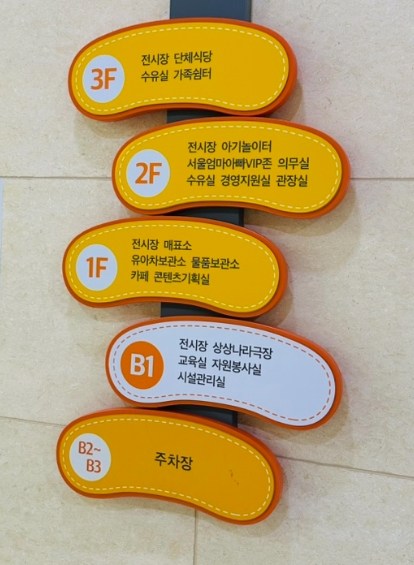 3F
전시장 단체식당
수유실 가족쉼터
2F
전시장 아기놀이터
서울엄마아빠VIP존 의무실
수유실 경영지원실 관장실
1F
전시장 매표소
유아차보관소 물품보관소
카페 콘텐츠기획실
B1
전시장 상상나라극장
교육실 자원봉사실
시설관리실
B2~
B3
주차장